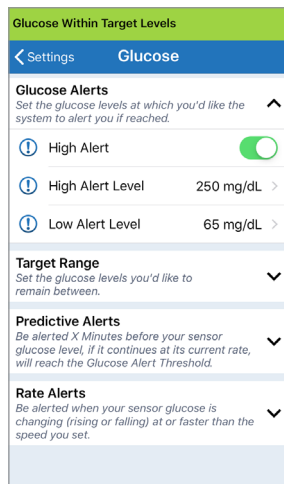 Glucose Within Target Levels
Settings Glucose
Glucose Alerts
Set the glucose levels at which you'd like the
system to alert you if reached.
High Alert
High Alert Level 250 mg/dL
Low Alert Level 65 mg/dL
Target Range
Set the glucose levels you'd like to
remain between.
Predictive Alerts
Be alerted X Minutes before your sensor
glucose level, if it continues at its current rate,
will reach the Glucose Alert Threshold.
Rate Alerts
Be alerted when your sensor glucose is
changing (rising or falling) at or faster than the
speed you set.